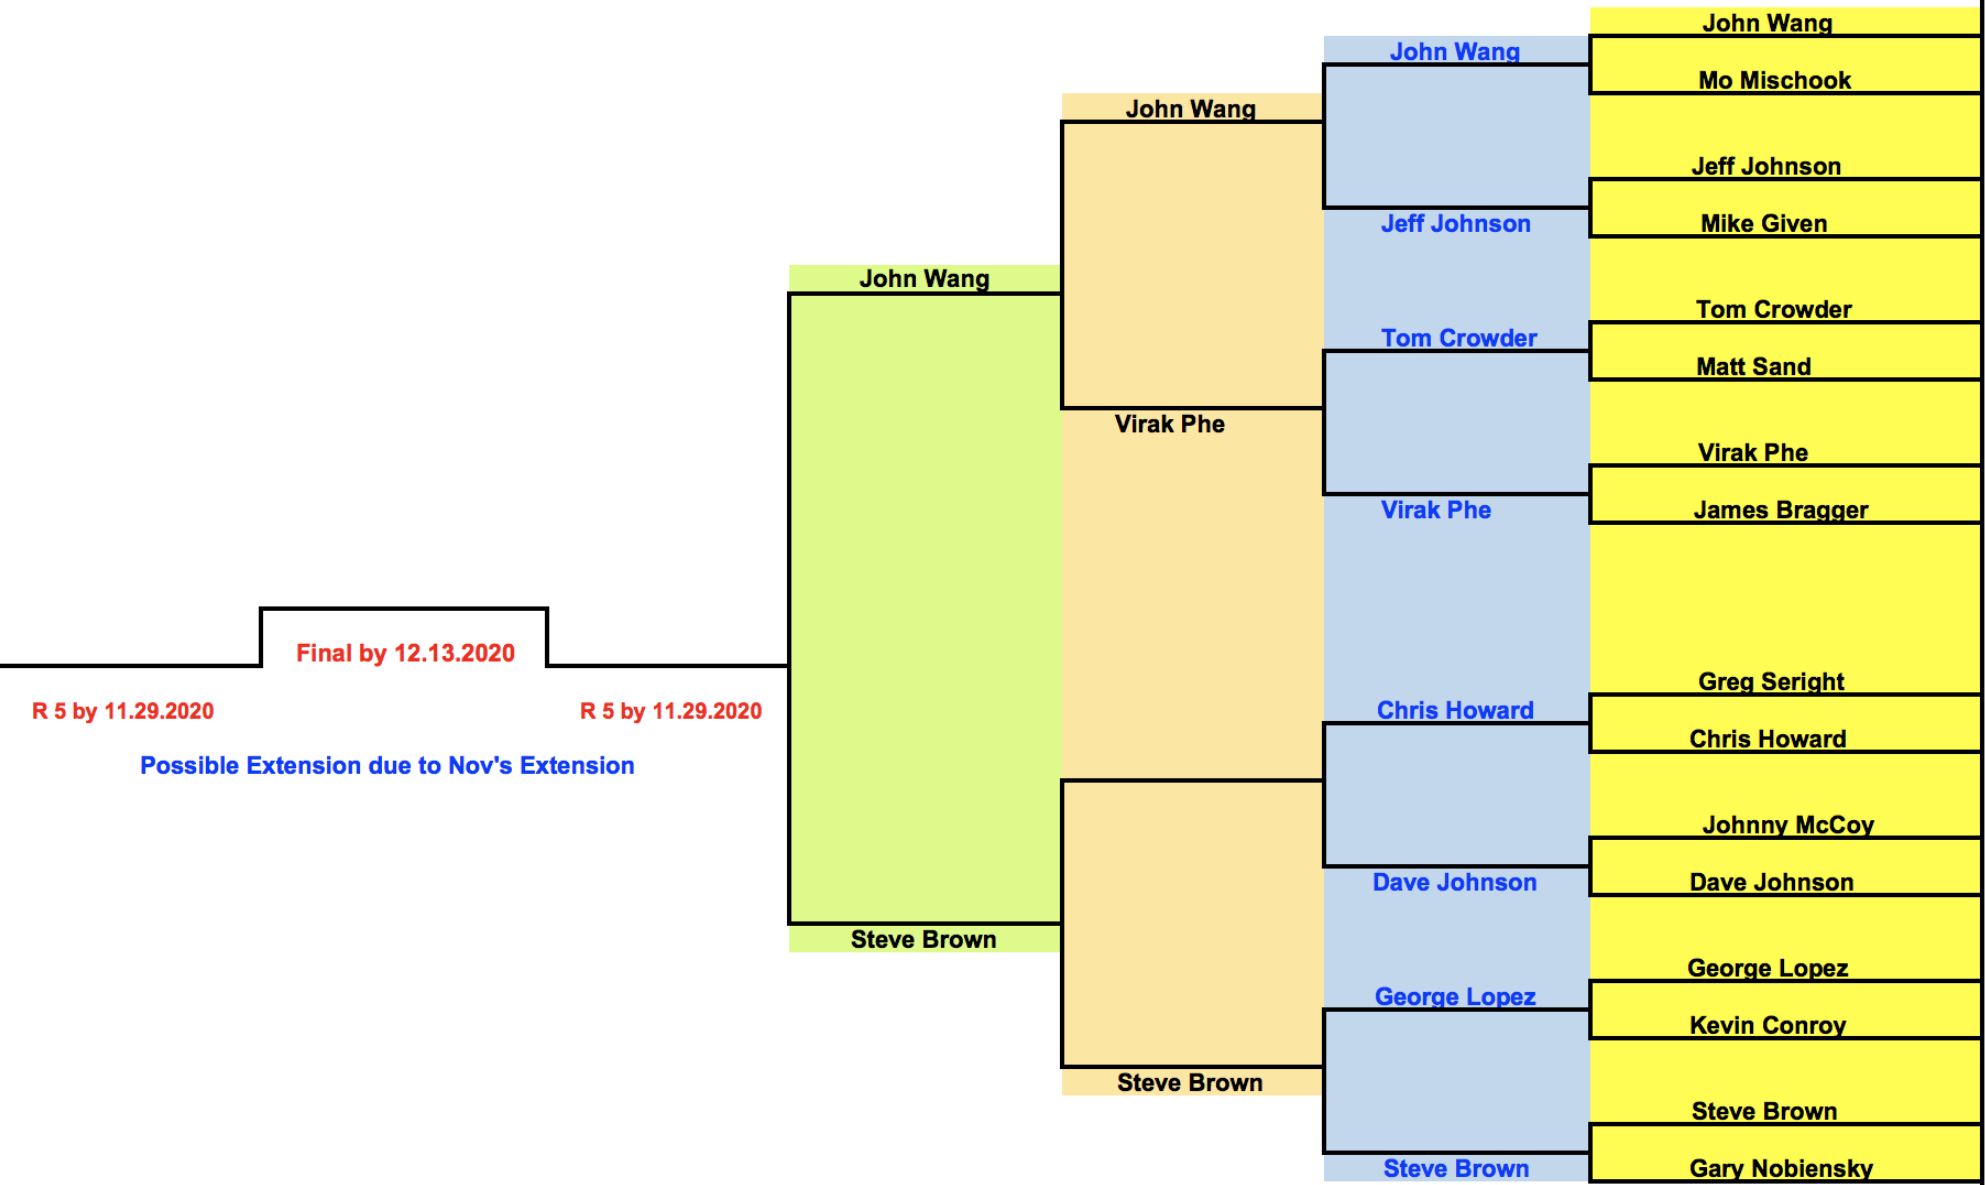 John Wang
John Wang
Mo Mischook
John Wang
Jeff Johnson
Jeff Johnson
Mike Given
John Wang
Tom Crowder
Tom Crowder
Matt Sand
Virak Phe
Virak Phe
Virak Phe
James Bragger
Final by 12.13.2020
Greg Seright
R 5 by 11.29.2020
R 5 by 11.29.2020
Chris Howard
Chris Howard
Possible Extension due to Nov's Extension
Johnny McCoy
Dave Johnson
Dave Johnson
Steve Brown
George Lopez
George Lopez
Kevin Conroy
Steve Brown
Steve Brown
Steve Brown
Gary Nobiensky